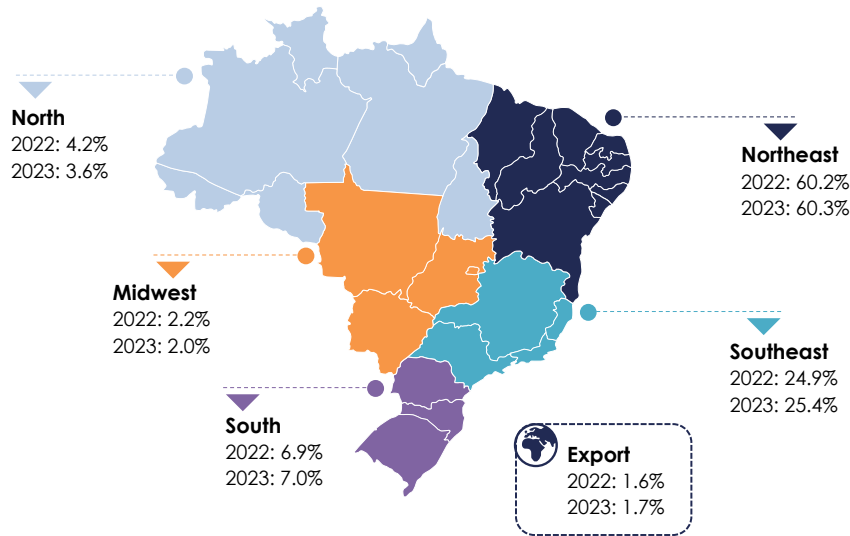 North
2022: 4.2%
2023: 3.6%
Northeast
2022: 60.2%
2023: 60.3%
Midwest
2022: 2.2%
2023: 2.0%
Southeast
2022: 24.9%
2023: 25.4%
South
2022: 6.9%
2023: 7.0%
Export
2022: 1.6%
2023: 1.7%